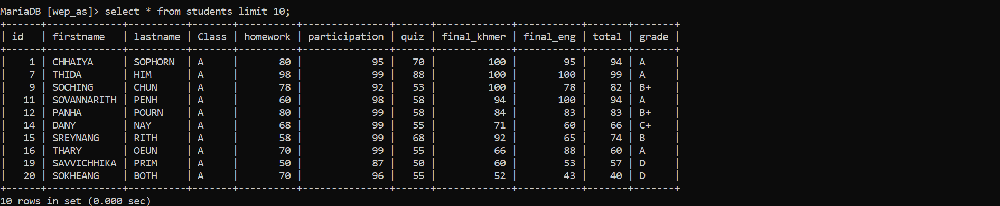 MariaDB [wep_as]> select * from students limit 10;
+------+-------------+----------+-------+----------+---------------+------+-------------+-----------+-------+-------+
| id   | firstname   | lastname | Class | homework | participation | quiz | final_khmer | final_eng | total | grade |
+------+-------------+----------+-------+----------+---------------+------+-------------+-----------+-------+-------+
|    1 | CHHAIYA     | SOPHORN  | A     |       80 |            95 |   70 |         100 |        95 |    94 | A     |
|    7 | THIDA       | HIM      | A     |       98 |            99 |   88 |         100 |       100 |    99 | A     |
|    9 | SOCHING     | CHUN     | A     |       78 |            92 |   53 |         100 |        78 |    82 | B+    |
|   11 | SOVANNARITH | PENH     | A     |       60 |            98 |   58 |          94 |       100 |    94 | A     |
|   12 | PANHA       | POURN    | A     |       80 |            99 |   58 |          84 |        83 |    83 | B+    |
|   14 | DANY        | NAY      | A     |       68 |            99 |   55 |          71 |        60 |    66 | C+    |
|   15 | SREYNANG    | RITH     | A     |       58 |            99 |   68 |          92 |        65 |    74 | B     |
|   16 | THARY       | OEUN     | A     |       70 |            99 |   55 |          66 |        88 |    60 | A     |
|   19 | SAVVICHHIKA | PRIM     | A     |       50 |            87 |   50 |          60 |        53 |    57 | D     |
|   20 | SOKHEANG    | BOTH     | A     |       70 |            96 |   55 |          52 |        43 |    40 | D     |
+------+-------------+----------+-------+----------+---------------+------+-------------+-----------+-------+-------+
10 rows in set (0.000 sec)